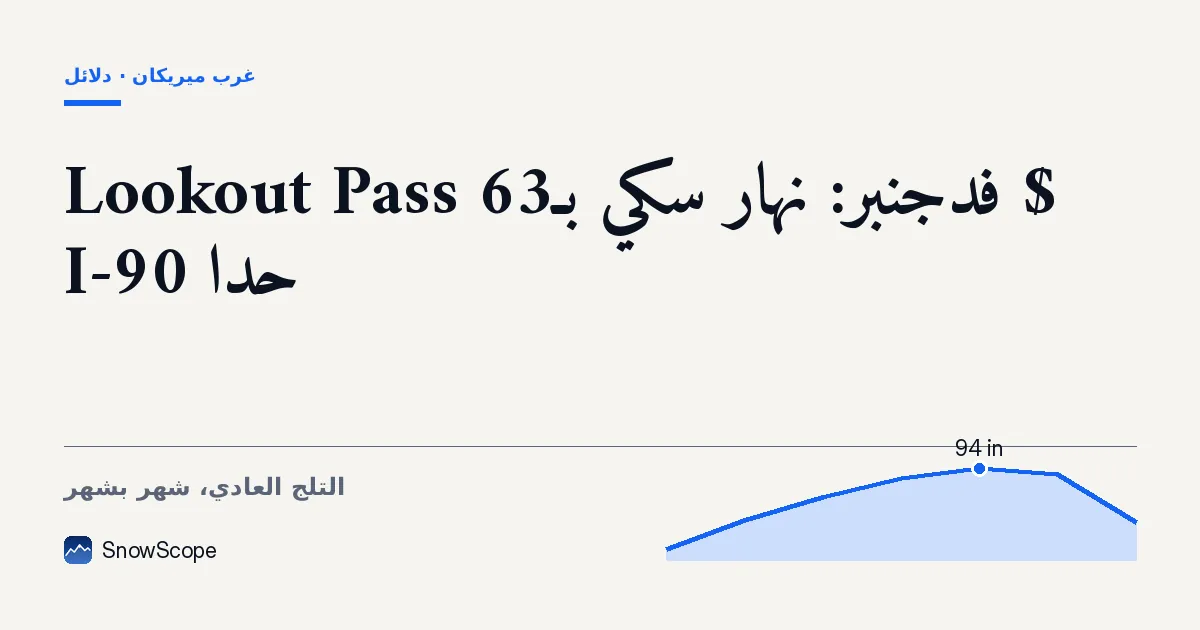 غرب ميريكان · دلائل
Lookout Pass فدجنبر: نهار سكي بـ63 $
حدا I-90
94 in
التلج العادي، شهر بشهر
SnowScope